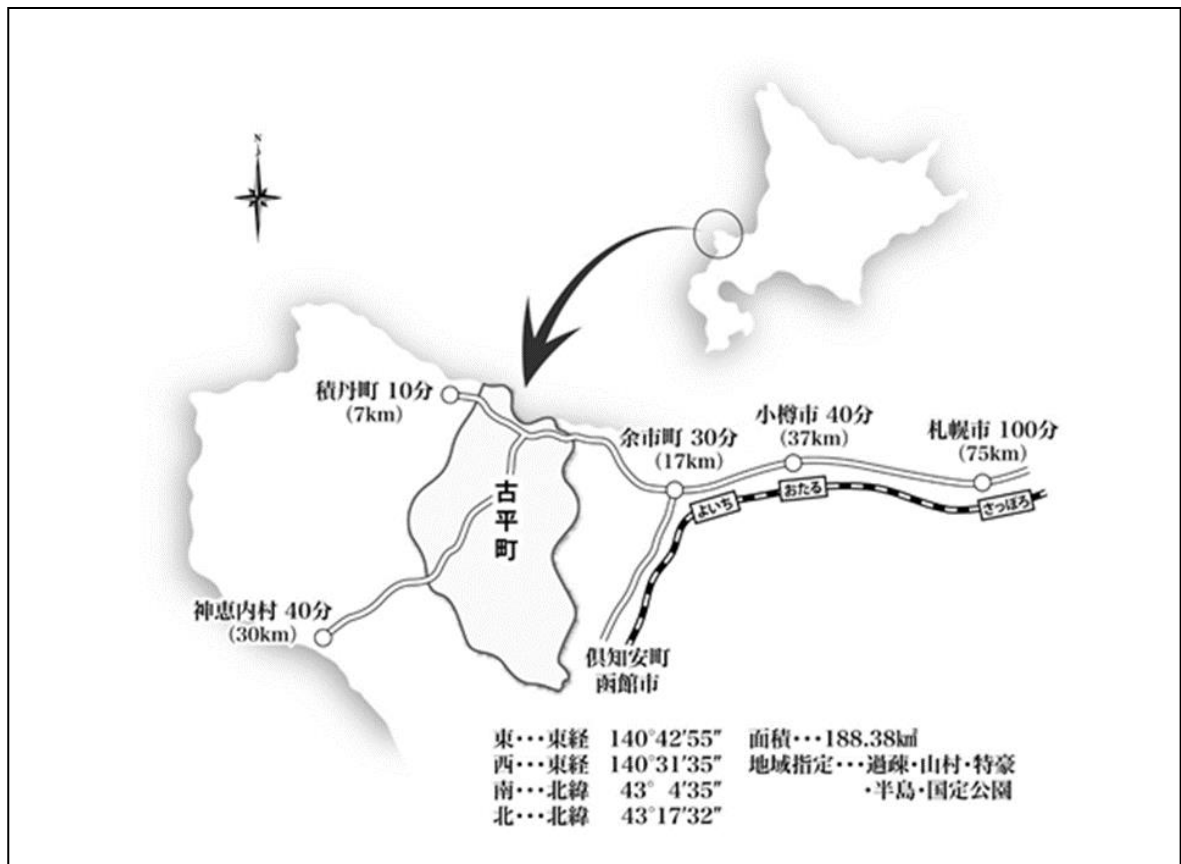 N
積丹町 10分
(7km)
余市町 30分
(17km)
小樽市 40分
(37km)
札幌市 100分
(75km)
よいち
おたる
さっぽろ
古平町
神恵内村 40分
(30km)
倶知安町
函館市
東・・・東経 140°42′55″ 面積・・・188.38㎢
西・・・東経 140°31′35″ 地域指定・・・過疎・山村・特豪
南・・・北緯 43° 4′35″ ・半島・国定公園
北・・・北緯 43°17′32″